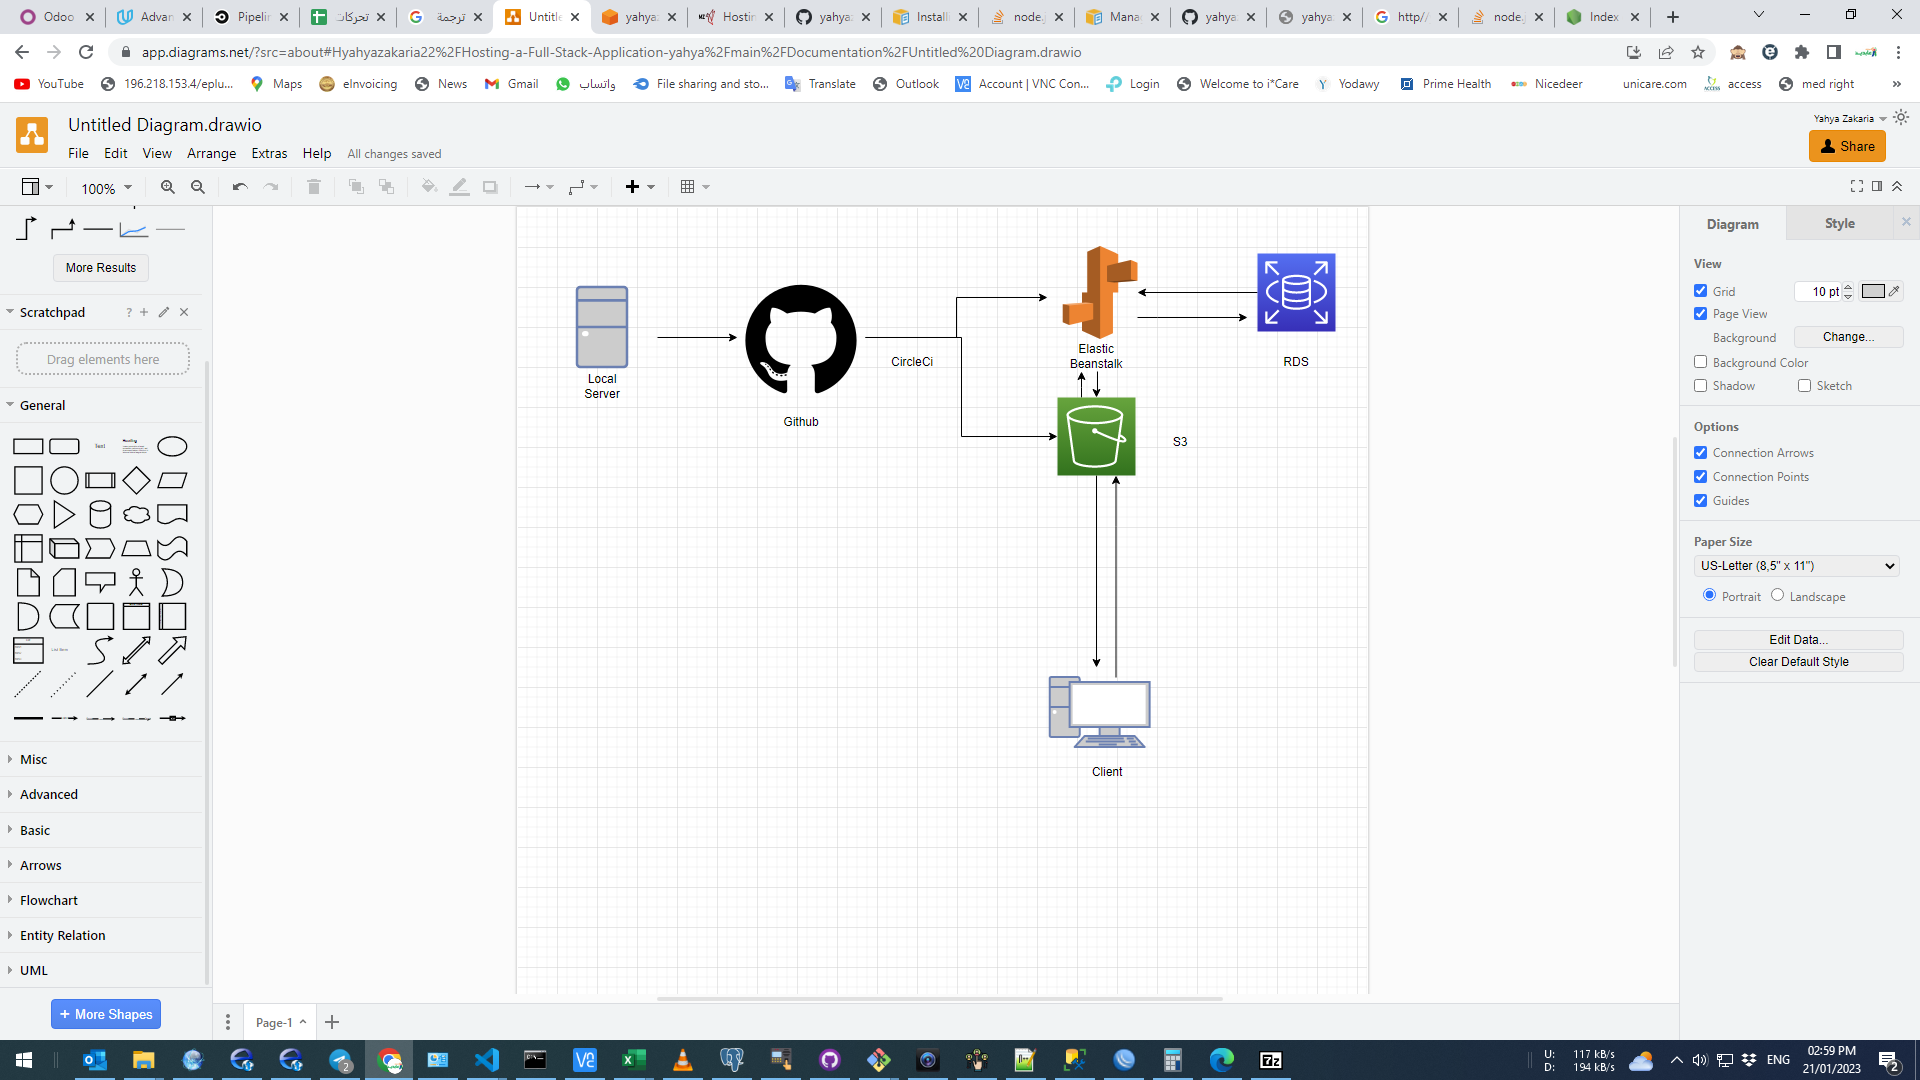 Odoo
Advan
Pipelin
تحركات
ترجمة
Untitle
yahya:
Hostin
yahya:
Install
node.j
Mana
yahya
yahya.
http//
node.j
Index
app.diagrams.net/?src=about#Hyahyazakaria22%2FHosting-a-Full-Stack-Application-yahya%2Fmain%2FDocumentation%2FUntitled%20Diagram.drawio
YouTube
196.218.153.4/eplu...
Maps
eInvoicing
News
Gmail
واتساب
File sharing and sto...
Translate
Outlook
Account | VNC Con...
Login
Welcome to i*Care
Yodawy
Prime Health
Nicedeer
unicare.com
access
med right
»
Untitled Diagram.drawio
Yahya Zakaria
File Edit View Arrange Extras Help All changes saved
Share
100%
More Results
Scratchpad
?
Drag elements here
General
Text
Heading
List Item
Misc
Advanced
Basic
Arrows
Flowchart
Entity Relation
UML
+ More Shapes
Local
Server
Github
CircleCi
Elastic
Beanstalk
RDS
S3
Client
Page-1
Diagram
Style
View
Grid
10 pt
Page View
Background
Change...
Background Color
Shadow
Sketch
Options
Connection Arrows
Connection Points
Guides
Paper Size
US-Letter (8,5" x 11")
Portrait
Landscape
Edit Data...
Clear Default Style
2
7z
U: 117 kB/s
D: 194 kB/s
ENG
02:59 PM
21/01/2023
2